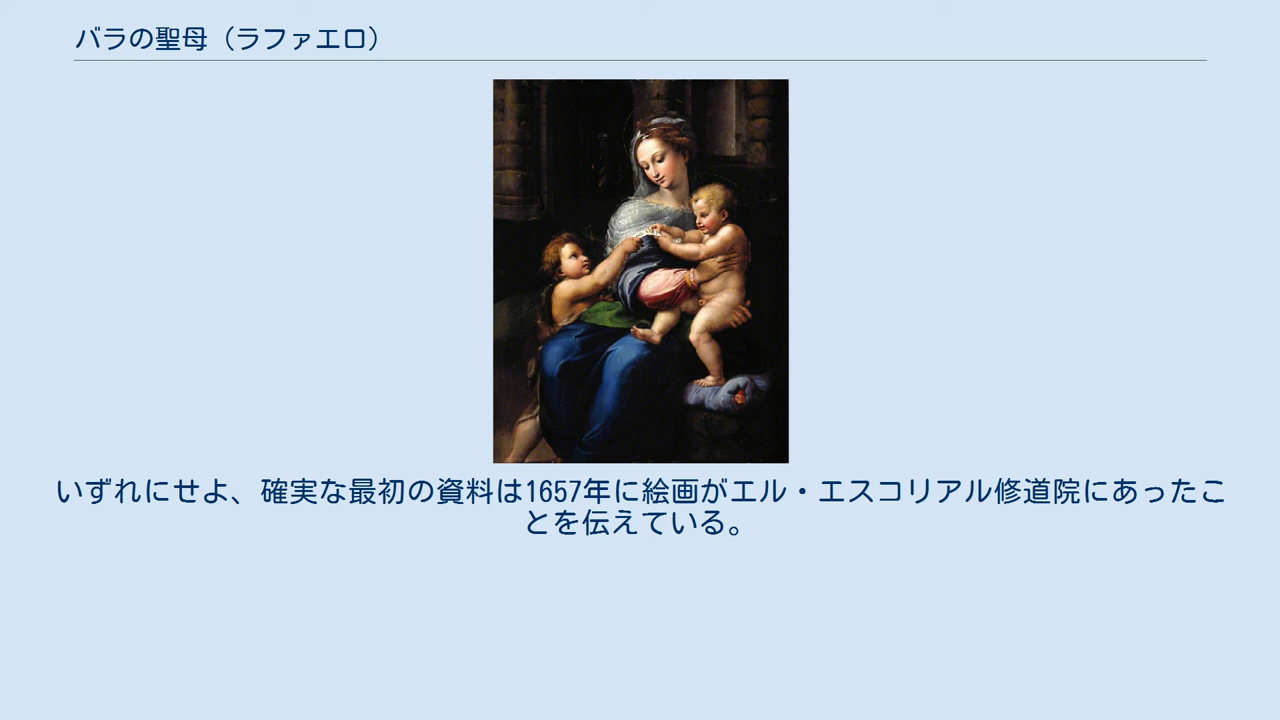 バラの聖母（ラファエロ）
いずれにせよ、確実な最初の資料は1657年に絵画がエル・エスコリアル修道院にあったこ
とを伝えている。